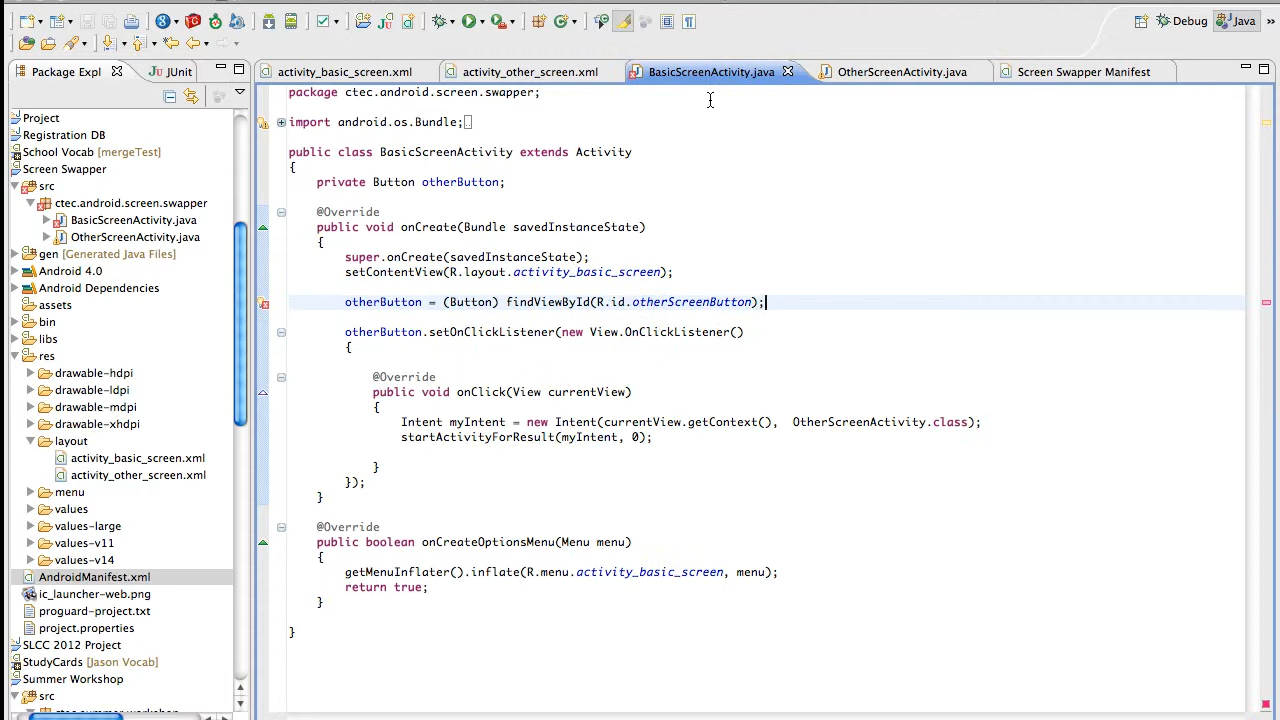 Debug
Java
Package Expl
JUnit
activity_basic_screen.xml
activity_other_screen.xml
BasicScreenActivity.java
OtherScreenActivity.java
Screen Swapper Manifest
Project
Registration DB
School Vocab [mergeTest]
Screen Swapper
src
ctec.android.screen.swapper
BasicScreenActivity.java
OtherScreenActivity.java
gen [Generated Java Files]
Android 4.0
Android Dependencies
assets
bin
libs
res
drawable-hdpi
drawable-ldpi
drawable-mdpi
drawable-xhdpi
layout
activity_basic_screen.xml
activity_other_screen.xml
menu
values
values-large
values-v11
values-v14
AndroidManifest.xml
ic_launcher-web.png
proguard-project.txt
project.properties
SLCC 2012 Project
StudyCards [Jason Vocab]
Summer Workshop
src
ctec.summer.workshop
package ctec.android.screen.swapper;
import android.os.Bundle;
public class BasicScreenActivity extends Activity
{
private Button otherButton;
@Override
public void onCreate(Bundle savedInstanceState)
{
super.onCreate(savedInstanceState);
setContentView(R.layout.activity_basic_screen);
otherButton = (Button) findViewById(R.id.otherScreenButton);
otherButton.setOnClickListener(new View.OnClickListener()
{
@Override
public void onClick(View currentView)
{
Intent myIntent = new Intent(currentView.getContext(),  OtherScreenActivity.class);
startActivityForResult(myIntent, 0);
}
});
}
@Override
public boolean onCreateOptionsMenu(Menu menu)
{
getMenuInflater().inflate(R.menu.activity_basic_screen, menu);
return true;
}
}